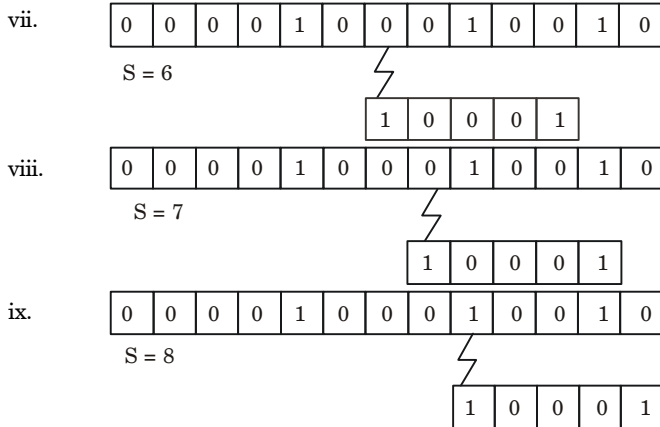 vii. 0 0 0 0 1 0 0 0 1 0 0 1 0
S = 6
1 0 0 0 1
viii. 0 0 0 0 1 0 0 0 1 0 0 1 0
S = 7
1 0 0 0 1
ix. 0 0 0 0 1 0 0 0 1 0 0 1 0
S = 8
1 0 0 0 1